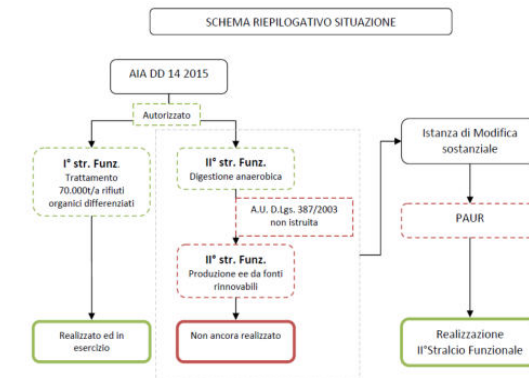 SCHEMA RIEPILOGATIVO SITUAZIONE
AIA DD 14 2015
Autorizzato
I° str. Funz.
Trattamento
70.000t/a rifiuti
organici differenziati
II° str. Funz.
Digestione anaerobica
Istanza di Modifica
sostanziale
A.U. D.Lgs. 387/2003
non istruita
PAUR
II° str. Funz.
Produzione ee da fonti
rinnovabili
Realizzato ed in
esercizio
Non ancora realizzato
Realizzazione
II°Stralcio Funzionale